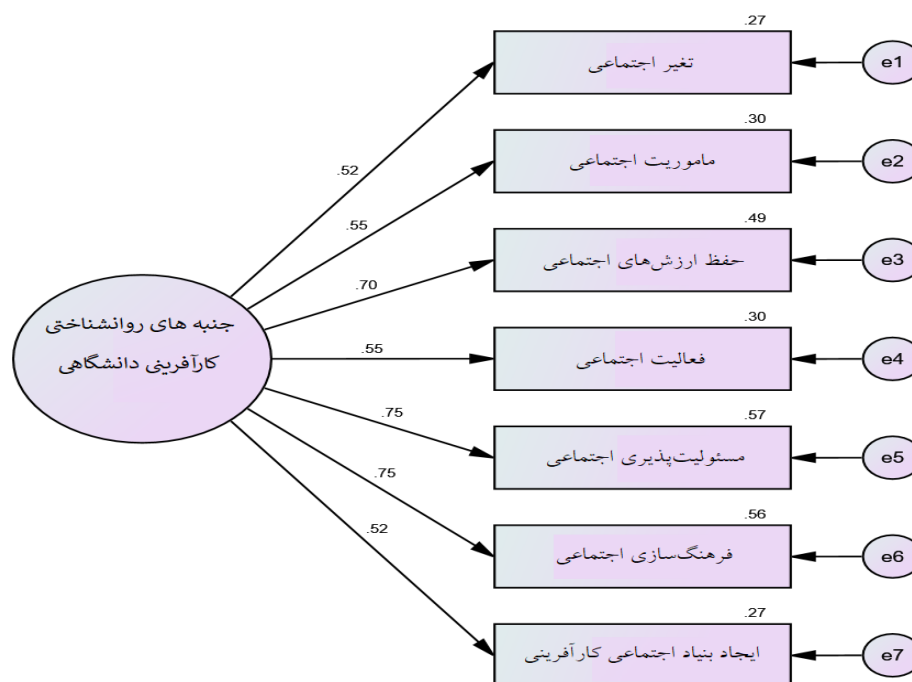 .27
تغیر اجتماعی
e1
.30
ماموریت اجتماعی
e2
.52
.55
.49
حفظ ارزش‌های اجتماعی
e3
.70
جنبه های روانشناختی
کارآفرینی دانشگاهی
.30
فعالیت اجتماعی
e4
.55
.57
مسئولیت‌پذیری اجتماعی
e5
.75
.75
.56
فرهنگ‌سازی اجتماعی
e6
.52
.27
ایجاد بنیاد اجتماعی کارآفرینی
e7